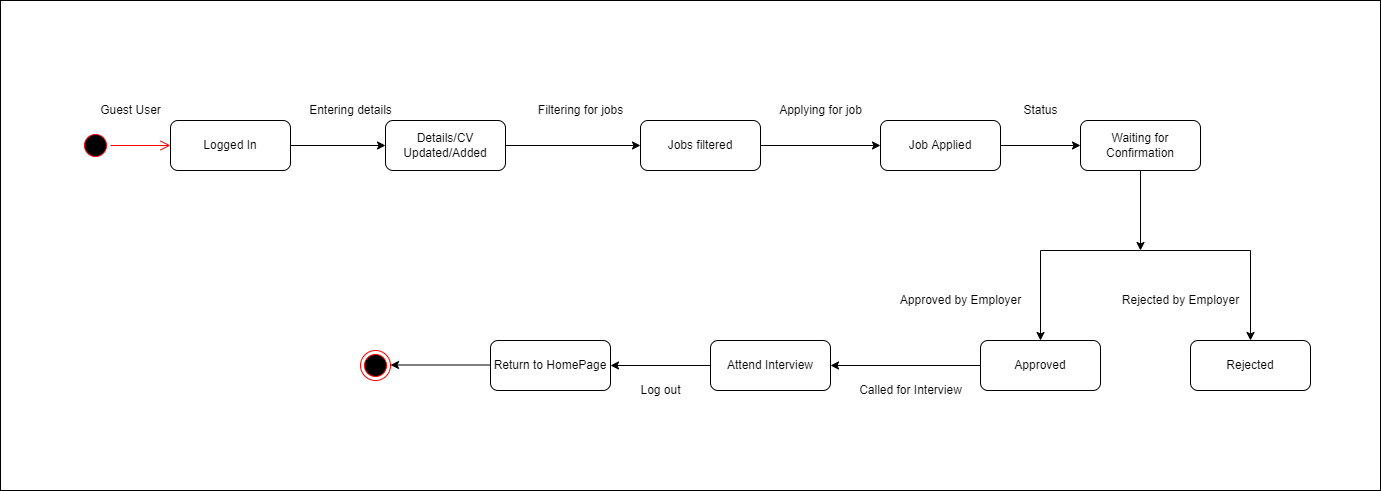 Guest User
Entering details
Filtering for jobs
Applying for job
Status
Logged In
Details/CV
Updated/Added
Jobs filtered
Job Applied
Waiting for
Confirmation
Approved by Employer
Rejected by Employer
Return to HomePage
Attend Interview
Approved
Rejected
Log out
Called for Interview